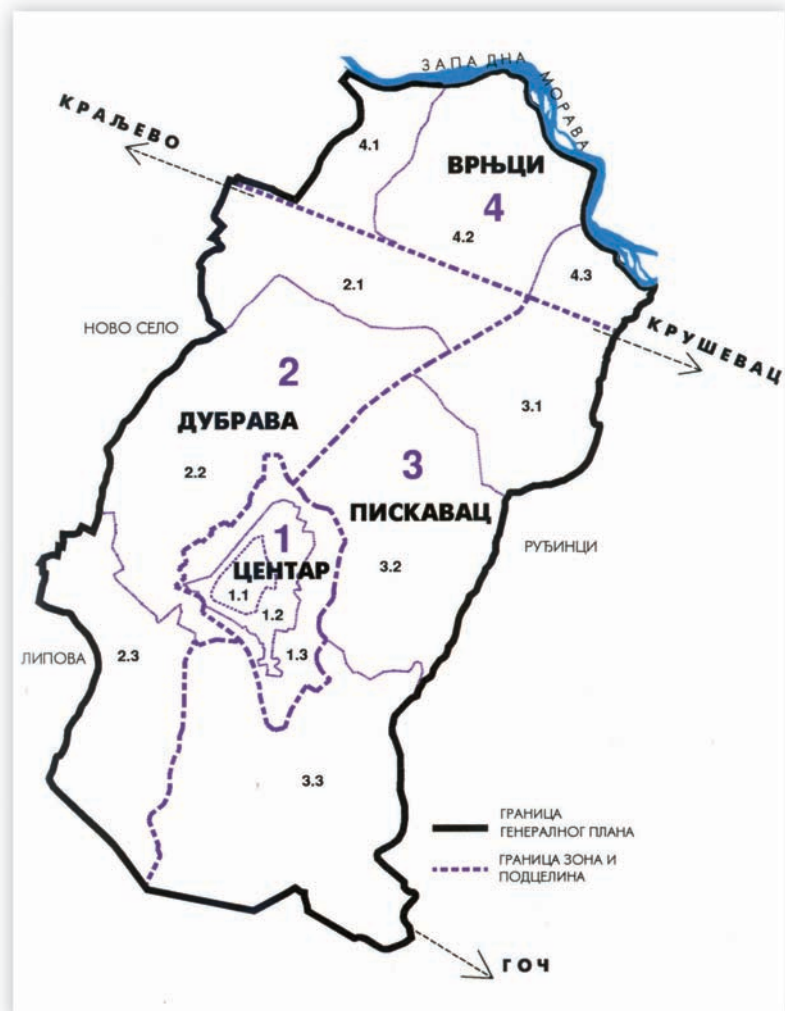 ЗАПАДНА
МОРАВА
КРАЉЕВО
4.1
ВРЊЦИ
4
4.2
4.3
2.1
НОВО СЕЛО
КРУШЕВАЦ
2
3.1
ДУБРАВА
3
2.2
ПИСКАВАЦ
1
РУЂИНЦИ
ЦЕНТАР
3.2
1.1
1.2
ЛИПОВА
2.3
1.3
3.3
ГРАНИЦА
ГЕНЕРАЛНОГ ПЛАНА
ГРАНИЦА ЗОНА И
ПОДЦЕЛИНА
ГОЧ